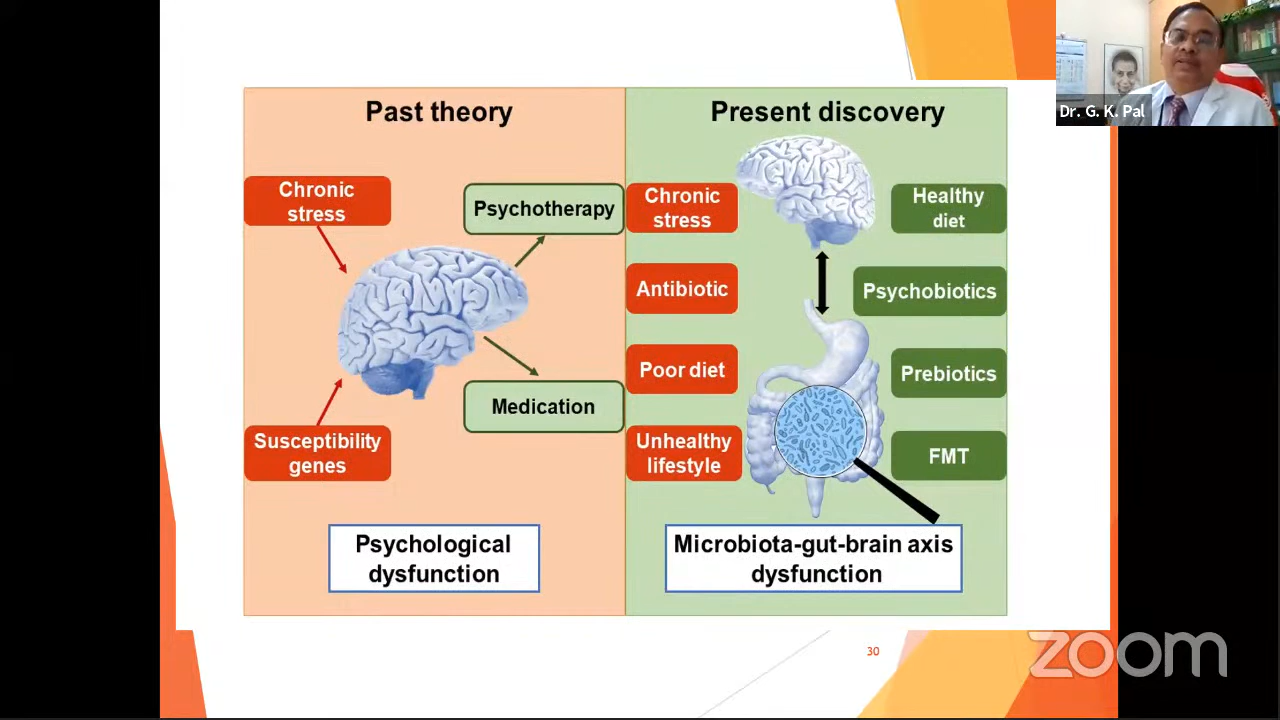 Past theory
Chronic
stress
Psychotherapy
Medication
Susceptibility
genes
Psychological
dysfunction
Present discovery
Chronic
stress
Antibiotic
Poor diet
Unhealthy
lifestyle
Healthy
diet
Psychobiotics
Prebiotics
FMT
Microbiota-gut-brain axis
dysfunction
30
Dr. G. K. Pal
zoom